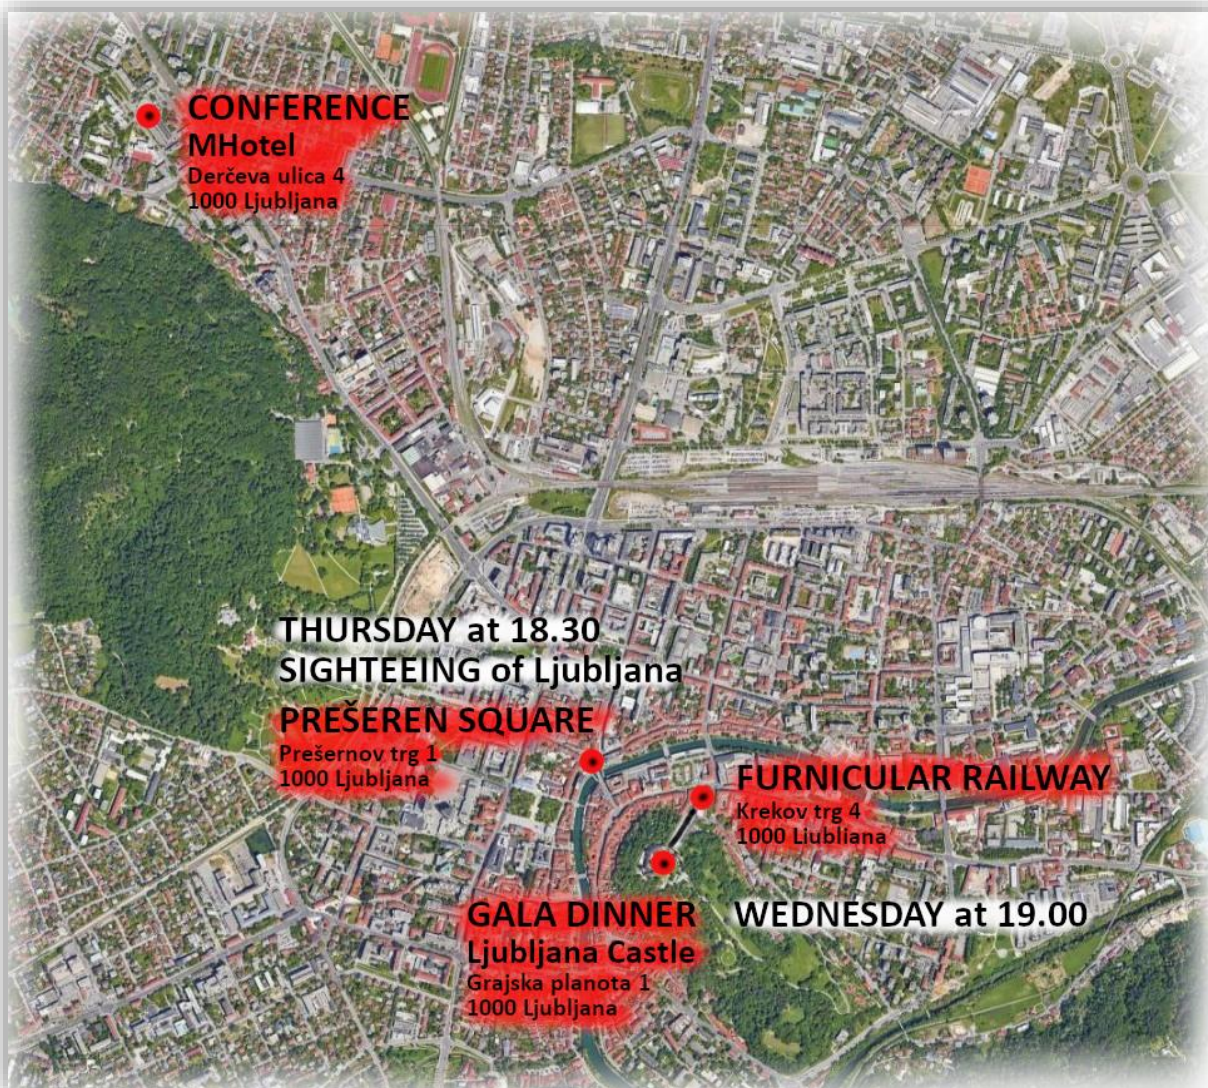 CONFERENCE
MHotel
Derčeva ulica 4
1000 Ljubljana
THURSDAY at 18.30
SIGHTEEING of Ljubljana
PREŠEREN SQUARE
Prešernov trg 1
1000 Ljubljana
FURNICULAR RAILWAY
Krekov trg 4
1000 Ljubljana
GALA DINNER
Ljubljana Castle
Grajska planota 1
1000 Ljubljana
WEDNESDAY at 19.00